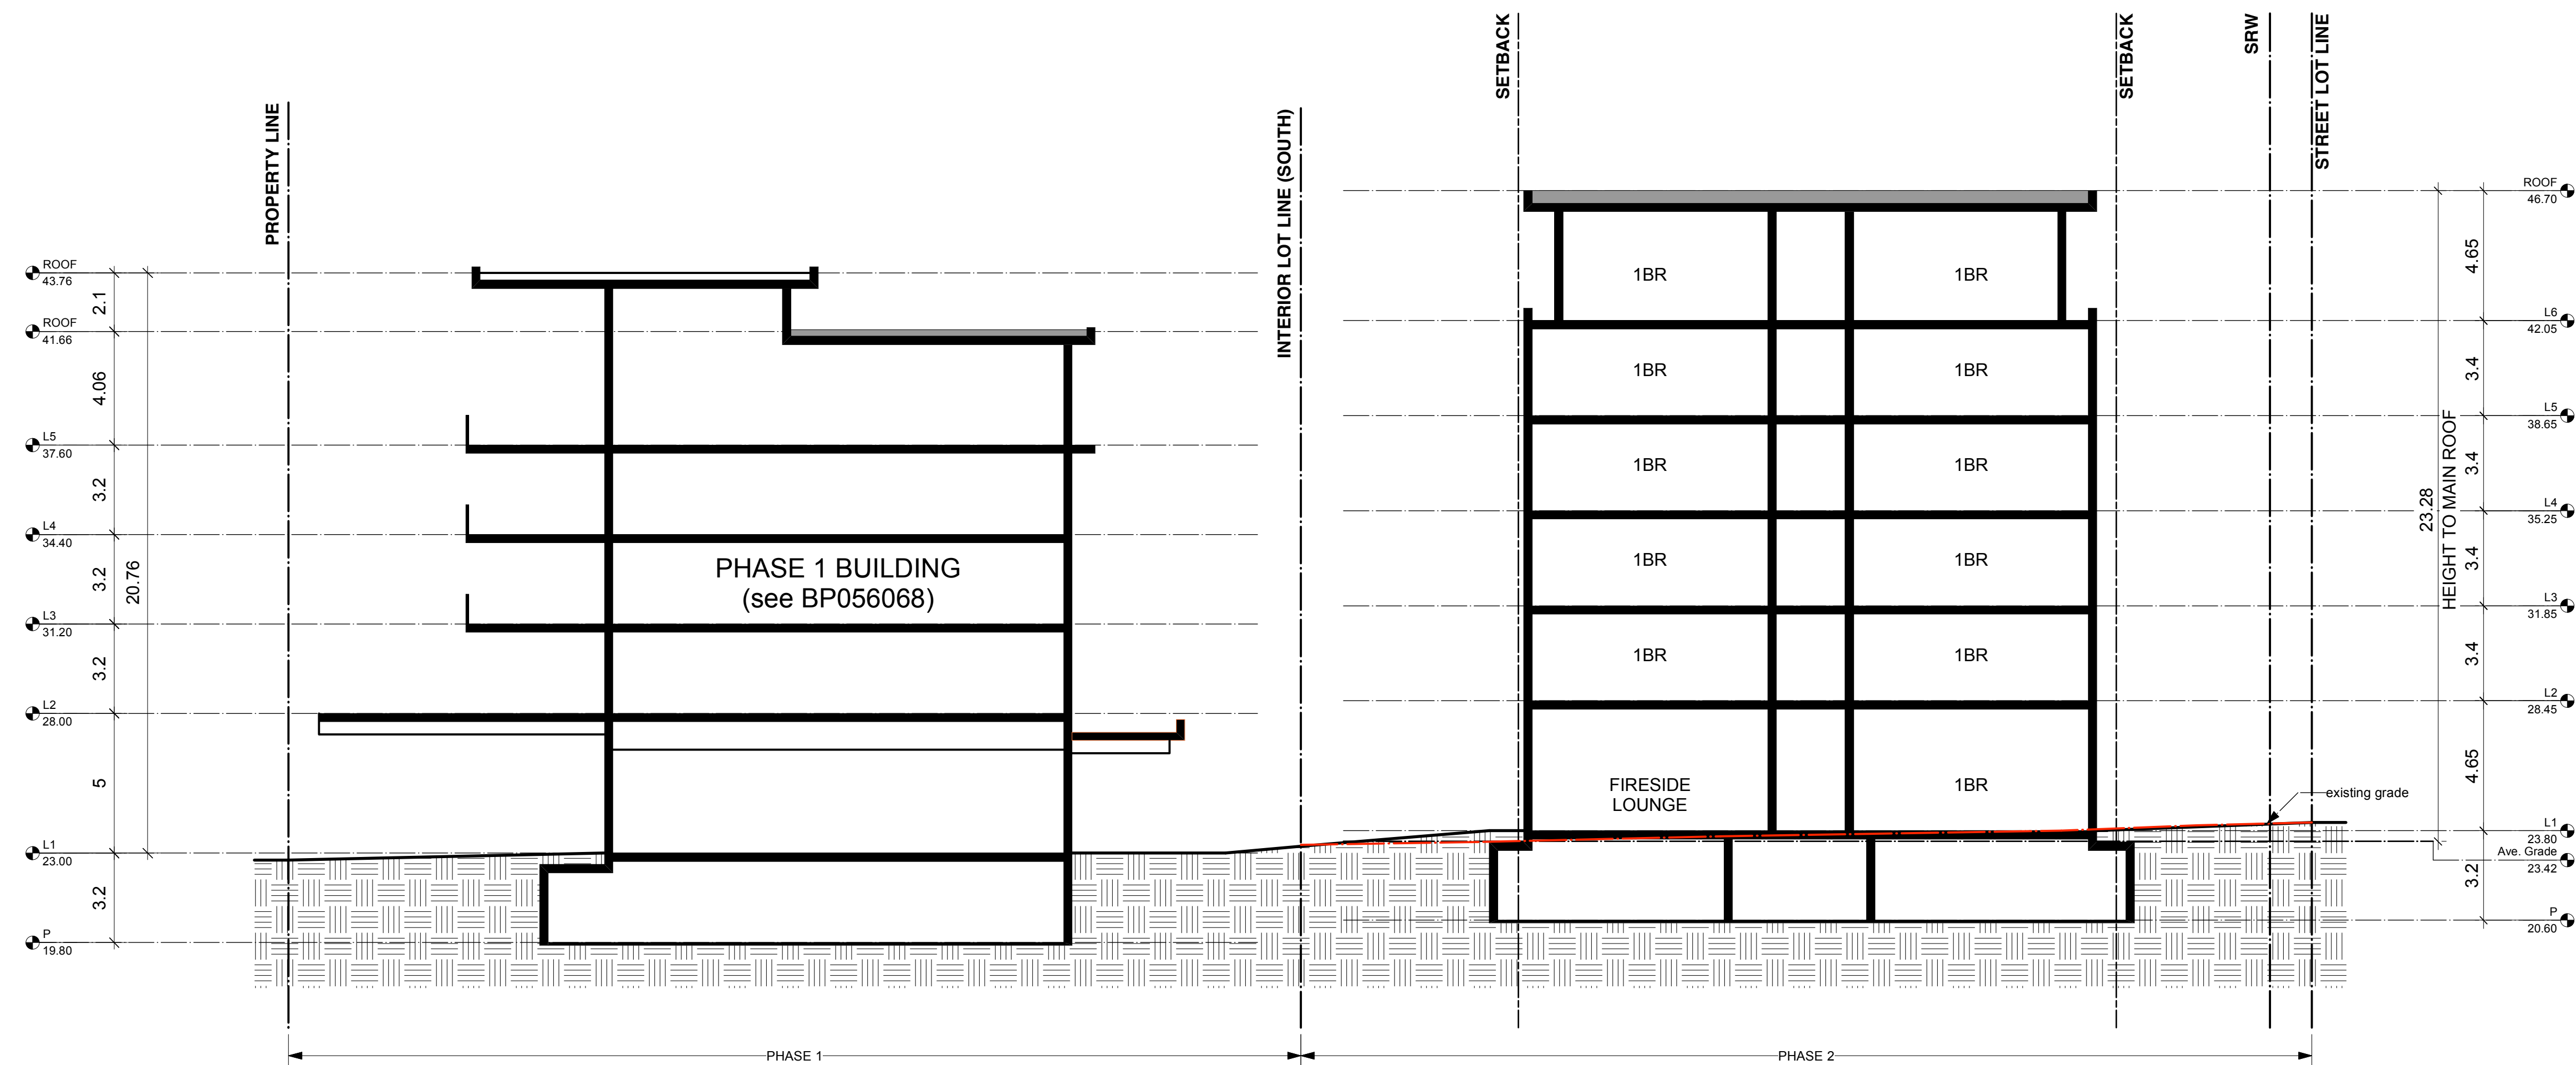 PROPERTY LINE
INTERIOR LOT LINE (SOUTH)
SETBACK
SETBACK
SRW
STREET LOT LINE
ROOF
43.76
2.1
ROOF
41.66
4.06
L5
37.60
3.2
L4
34.40
3.2
20.76
L3
31.20
3.2
L2
28.00
5
L1
23.00
3.2
P
19.80
PHASE 1 BUILDING
(see BP056068)
1BR
1BR
1BR
1BR
1BR
1BR
1BR
1BR
1BR
1BR
FIRESIDE
LOUNGE
1BR
existing grade
23.28
HEIGHT TO MAIN ROOF
ROOF
46.70
4.65
L6
42.05
3.4
L5
38.65
3.4
L4
35.25
3.4
L3
31.85
3.4
L2
28.45
4.65
L1
23.80
Ave. Grade
23.42
3.2
P
20.60
PHASE 1
PHASE 2